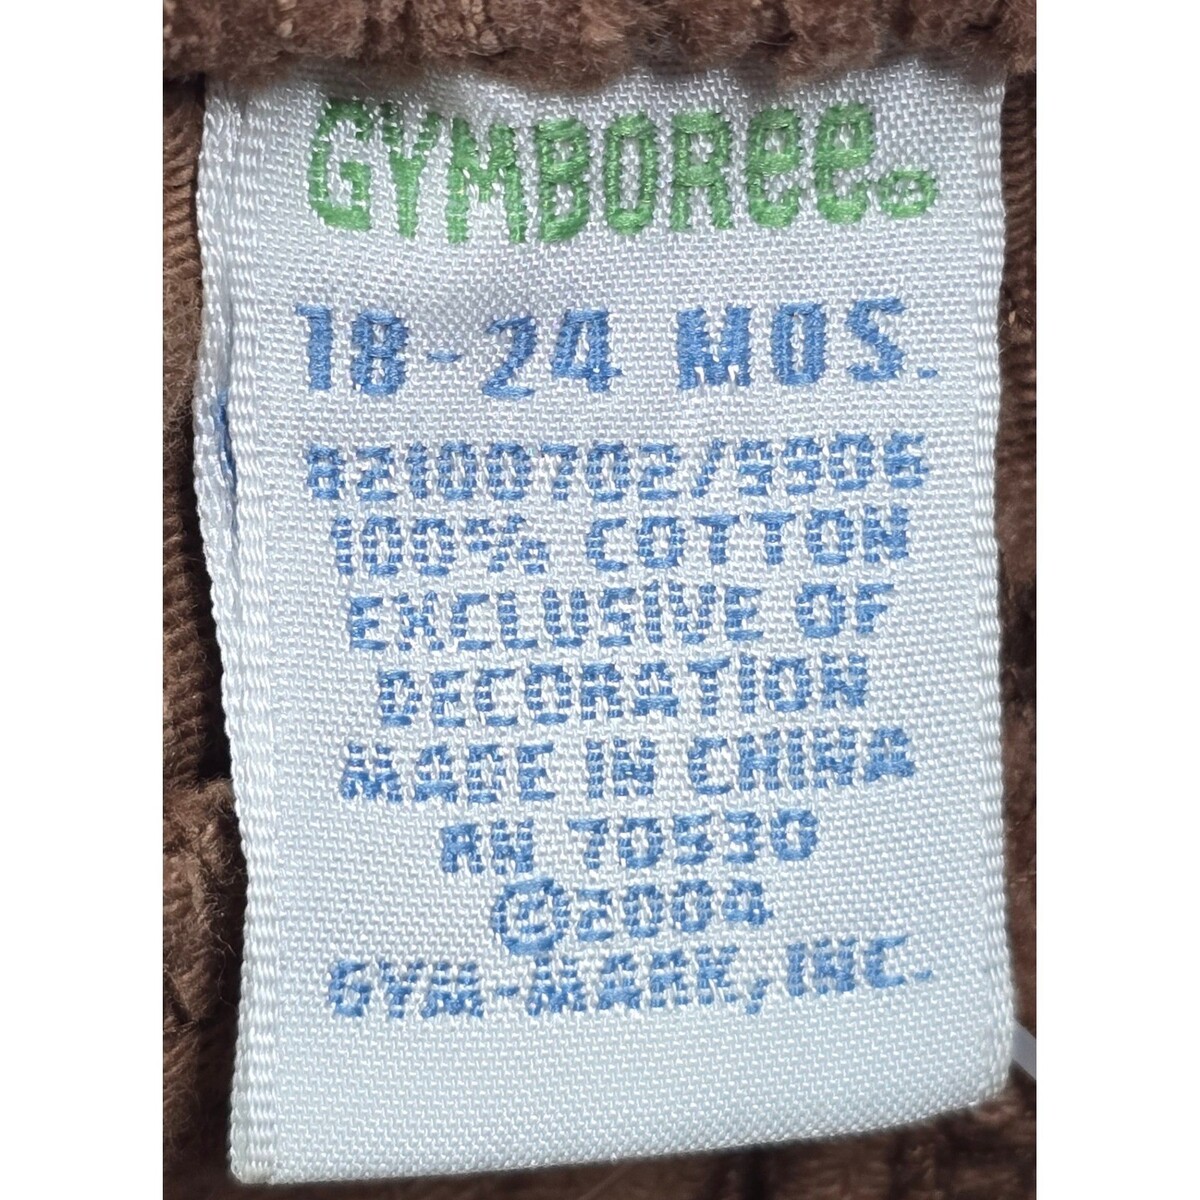 GYMBOREE®
18-24 MOS.
82100702/9906
100% COTTON
EXCLUSIVE OF
DECORATION
MADE IN CHINA
RN 70530
©2004
GYM-MARK, INC.